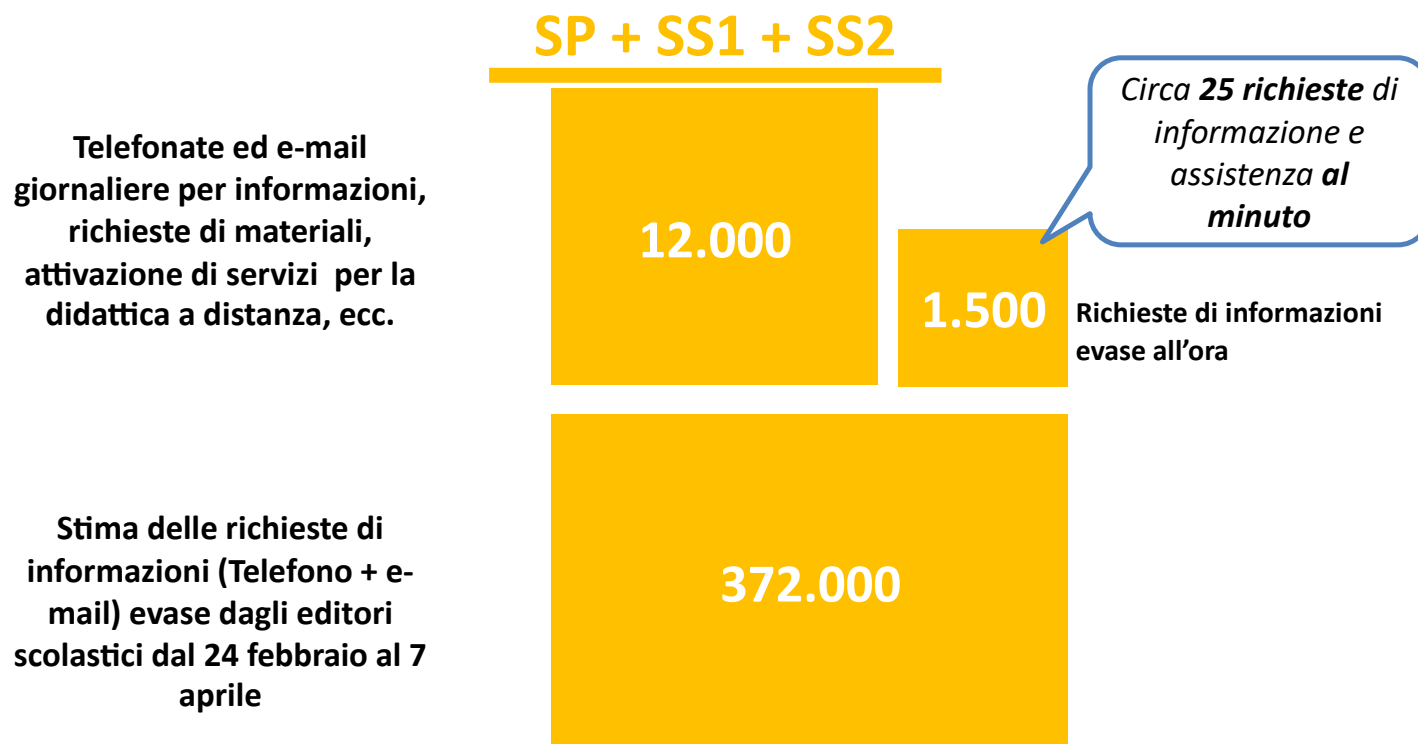 SP + SS1 + SS2
Telefonate ed e-mail
giornaliere per informazioni,
richieste di materiali,
attivazione di servizi  per la
didattica a distanza, ecc.
12.000
Circa 25 richieste di
informazione e
assistenza al
minuto
1.500
Richieste di informazioni
evase all’ora
Stima delle richieste di
informazioni (Telefono + e-
mail) evase dagli editori
scolastici dal 24 febbraio al 7
aprile
372.000